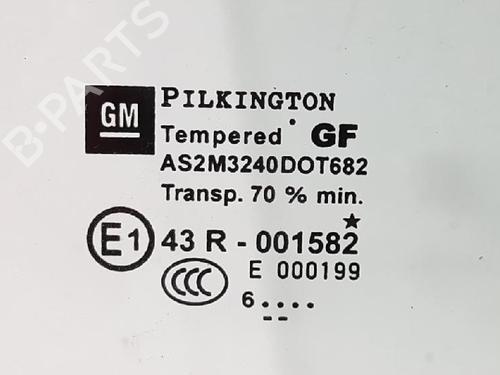 B-PARTS
GM
PILKINGTON
Tempered GF
AS2M3240DOT682
Transp. 70 % min.
E1 43 R - 001582
CCC E 000199
6....
--